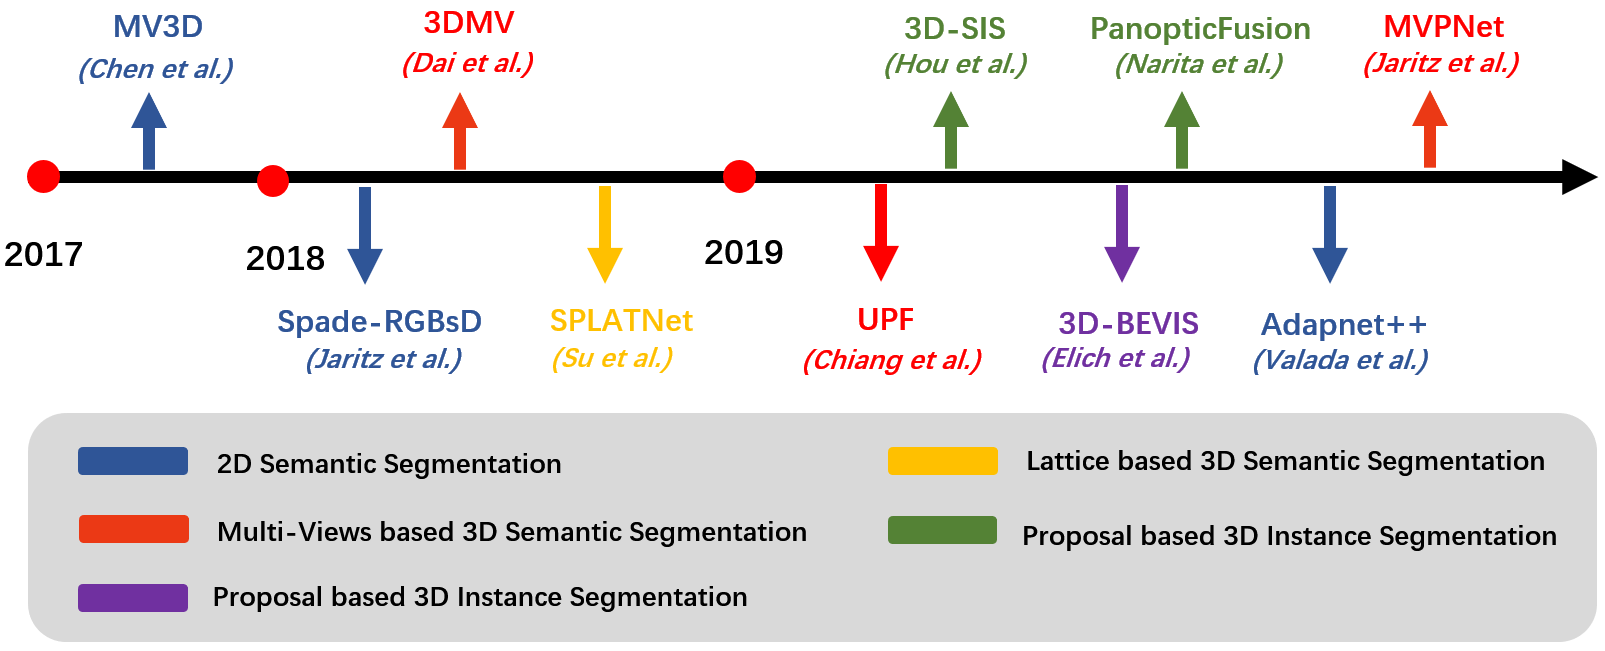 MV3D
(Chen et al.)
3DMV
(Dai et al.)
3D-SIS
(Hou et al.)
PanopticFusion
(Narita et al.)
MVPNet
(Jaritz et al.)
2017
2018
2019
Spade-RGBsD
(Jaritz et al.)
SPLATNet
(Su et al.)
UPF
(Chiang et al.)
3D-BEVIS
(Elich et al.)
Adapnet++
(Valada et al.)
2D Semantic Segmentation
Multi-Views based 3D Semantic Segmentation
Proposal based 3D Instance Segmentation
Lattice based 3D Semantic Segmentation
Proposal based 3D Instance Segmentation